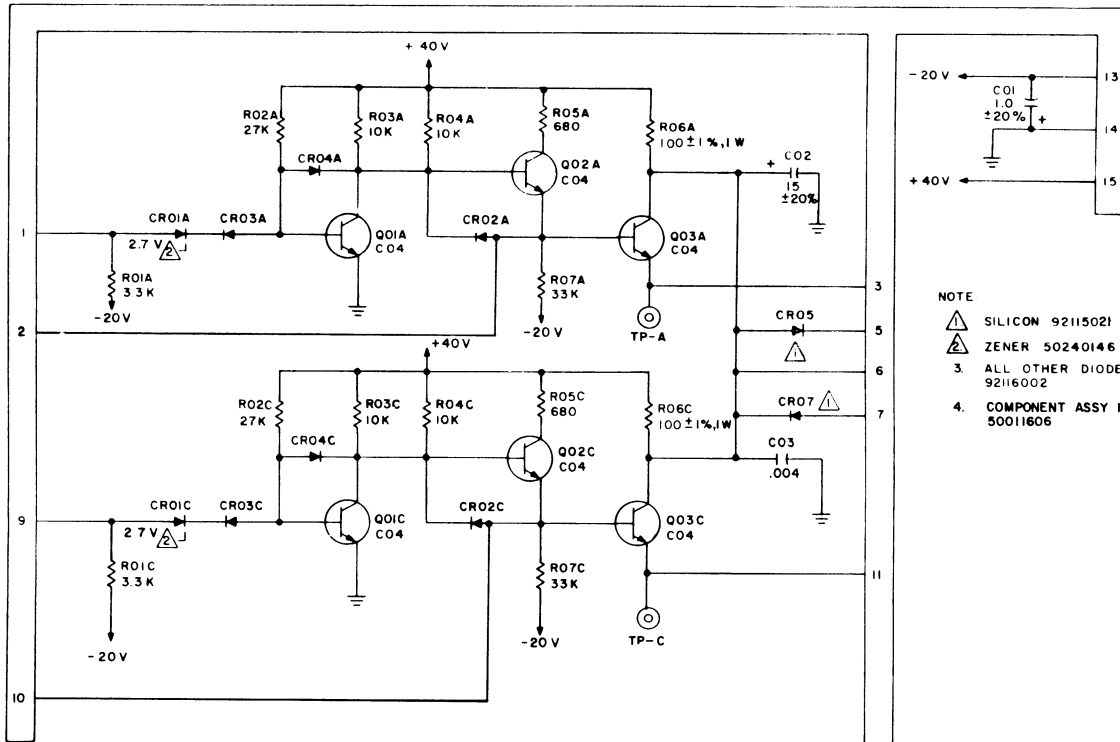 + 40 V
R02A
27K
R03A
10K
R04A
10K
R05A
680
R06A
100 ± 1%, 1W
CR04A
Q02A
C04
+ C02
15
±20%
1
CR01A
2.7 V 2
CR03A
Q01A
C04
CR02A
Q03A
C04
R01A
3.3 K
-20V
R07A
33 K
-20 V
TP-A
3
2
CR05
1
5
6
+40V
R02C
27K
R03C
10K
R04C
10K
R05C
680
R06C
100 ± 1%, 1W
CR07 1
7
CR04C
Q02C
C04
C03
.004
9
CR01C
2 7 V 2
CR03C
Q01C
C04
CR02C
Q03C
C04
R01C
3.3K
-20V
R07C
33 K
-20 V
TP-C
11
10
-20 V
C01
1.0
±20%
+
13
14
+40V
15
NOTE
1 SILICON 92115021
2. ZENER 50240146
3. ALL OTHER DIODE
92116002
4. COMPONENT ASSY
50011606